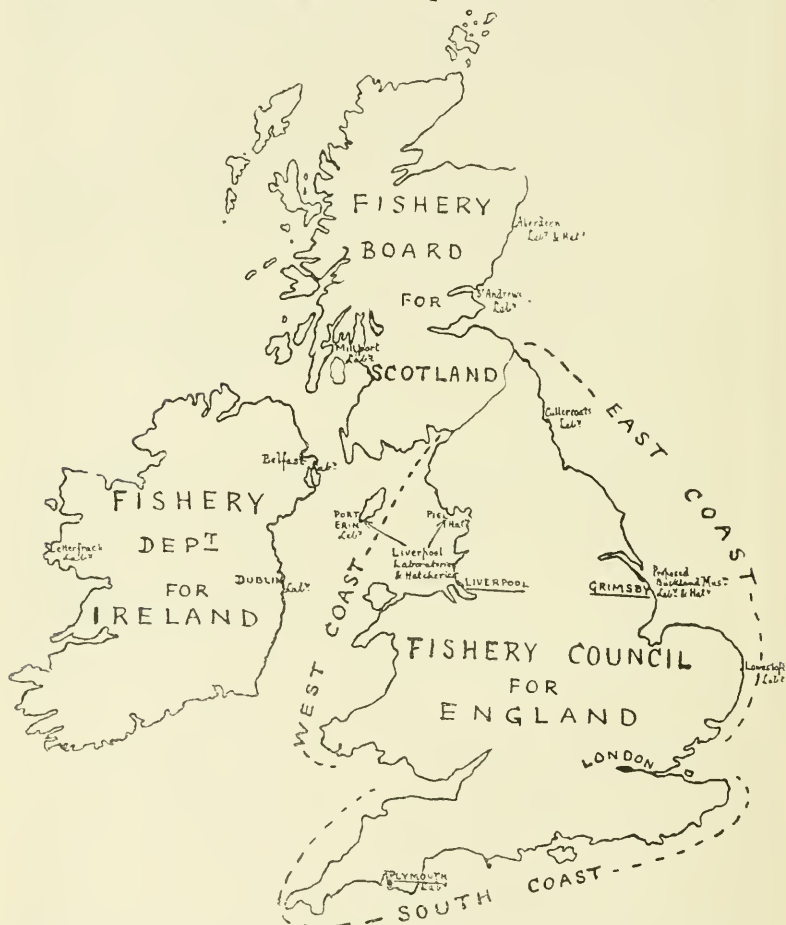 FISHERY
BOARD
FOR
SCOTLAND
Aberdeen
Lab.y & Hat.y
St Andrews
Lab.y
Millport
Lab.y
Cullercoats
Lab.y
EAST COAST
Belfast Lab.y
FISHERY
DEPT
FOR
IRELAND
Letterfrack
Lab.y
DUBLIN Lab.y
PORT
ERIN
Lab.y
PIEL
Hat.y
Liverpool
Laboratories
& Hatcheries
LIVERPOOL
WEST COAST
GRIMSBY
Proposed
Buckland Mus.m
Lab.y & Hat.y
FISHERY COUNCIL
FOR
ENGLAND
Lowestoft
Lab.y
LONDON
PLYMOUTH
Lab.y
SOUTH COAST